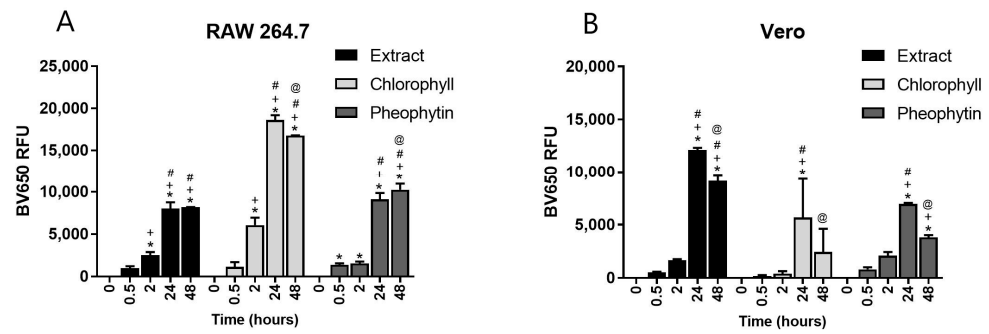 A
RAW 264.7
Extract
Chlorophyll
Pheophytin
BV650 RFU
25,000
20,000
15,000
10,000
5,000
0
* +
* + #
* + #
* +
* + #
* + # @
*
*
* - #
* + # @
0 0.5 2 24 48 0 0.5 2 24 48 0 0.5 2 24 48
Time (hours)
B
Vero
Extract
Chlorophyll
Pheophytin
BV650 RFU
20,000
15,000
10,000
5,000
0
* + #
* + # @
* + #
@
* + #
* + @
0 0.5 2 24 48 0 0.5 2 24 48 0 0.5 2 24 48
Time (hours)